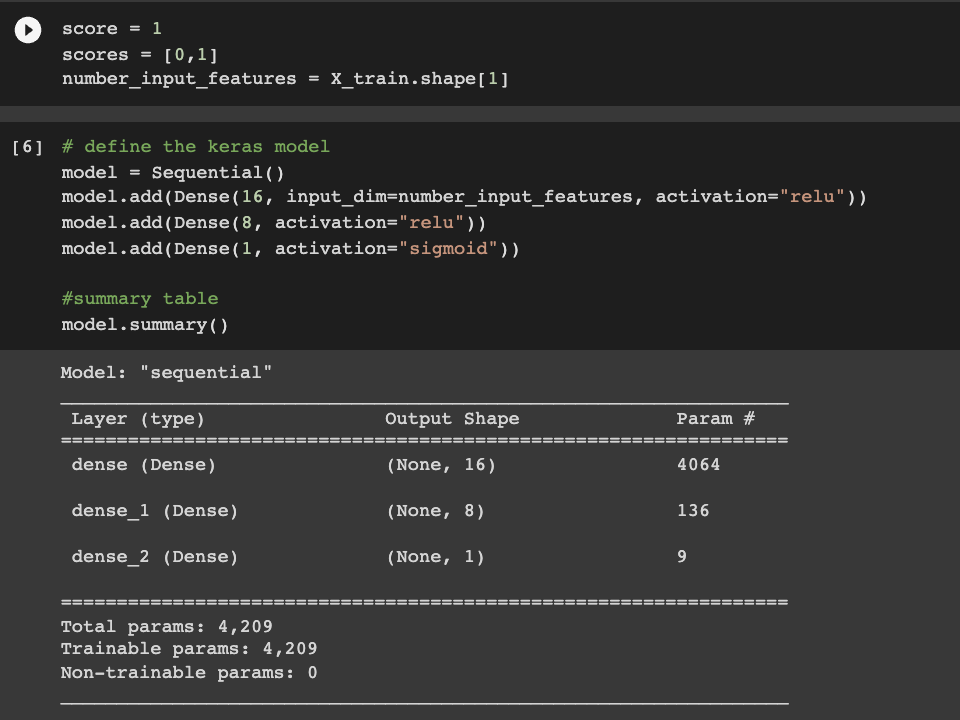 score = 1
scores = [0,1]
number_input_features = X_train.shape[1]
[6] # define the keras model
model = Sequential()
model.add(Dense(16, input_dim=number_input_features, activation="relu"))
model.add(Dense(8, activation="relu"))
model.add(Dense(1, activation="sigmoid"))
#summary table
model.summary()
Model: "sequential"
_________________________________________________________________
Layer (type) Output Shape Param #
=================================================================
dense (Dense) (None, 16) 4064
dense_1 (Dense) (None, 8) 136
dense_2 (Dense) (None, 1) 9
=================================================================
Total params: 4,209
Trainable params: 4,209
Non-trainable params: 0
_________________________________________________________________